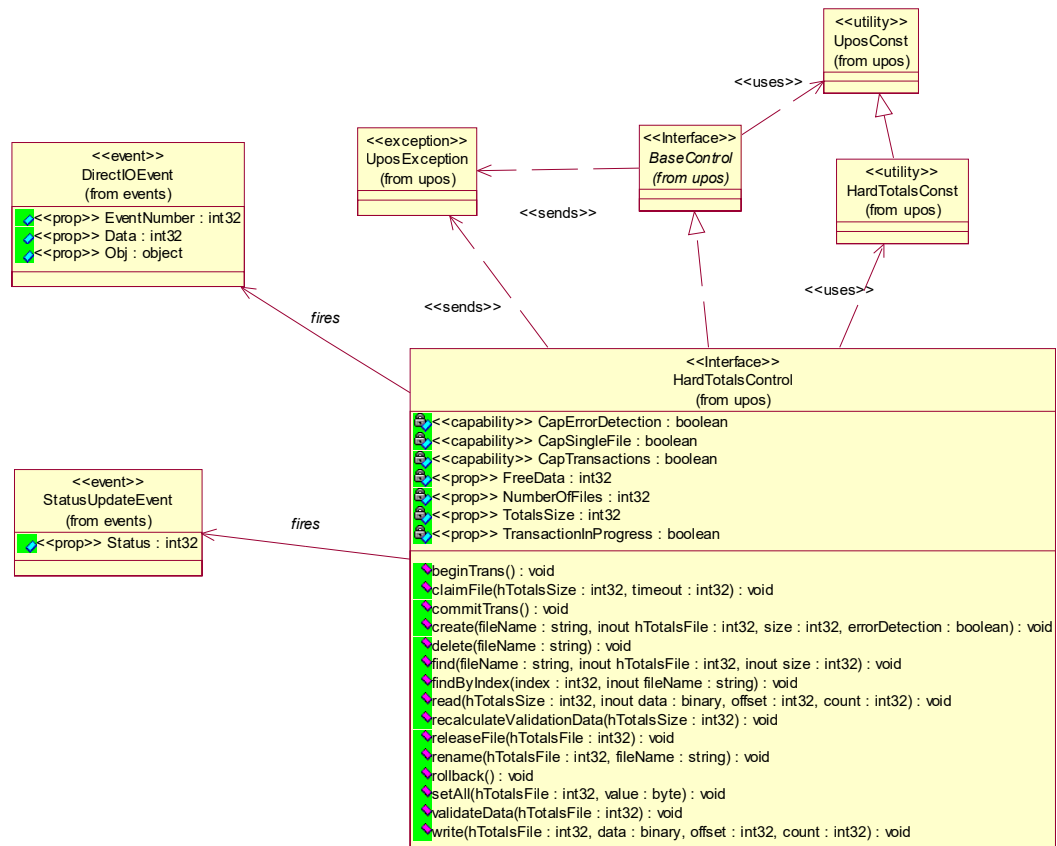 <<utility>>
UposConst
(from upos)
<<uses>>
<<exception>>
UposException
(from upos)
<<Interface>>
BaseControl
(from upos)
<<event>>
DirectIOEvent
(from events)
<<prop>> EventNumber : int32
<<prop>> Data : int32
<<prop>> Obj : object
<<utility>>
HardTotalsConst
(from upos)
<<sends>>
<<sends>>
<<uses>>
fires
<<Interface>>
HardTotalsControl
(from upos)
<<capability>> CapErrorDetection : boolean
<<capability>> CapSingleFile : boolean
<<capability>> CapTransactions : boolean
<<prop>> FreeData : int32
<<prop>> NumberOfFiles : int32
<<prop>> TotalsSize : int32
<<prop>> TransactionInProgress : boolean
<<event>>
StatusUpdateEvent
(from events)
<<prop>> Status : int32
fires
beginTrans() : void
claimFile(hTotalsSize : int32, timeout : int32) : void
commitTrans() : void
create(fileName : string, inout hTotalsFile : int32, size : int32, errorDetection : boolean) : void
delete(fileName : string) : void
find(fileName : string, inout hTotalsFile : int32, inout size : int32) : void
findByIndex(index : int32, inout fileName : string) : void
read(hTotalsSize : int32, inout data : binary, offset : int32, count : int32) : void
recalculateValidationData(hTotalsSize : int32) : void
releaseFile(hTotalsFile : int32) : void
rename(hTotalsFile : int32, fileName : string) : void
rollback() : void
setAll(hTotalsFile : int32, value : byte) : void
validateData(hTotalsFile : int32) : void
write(hTotalsFile : int32, data : binary, offset : int32, count : int32) : void